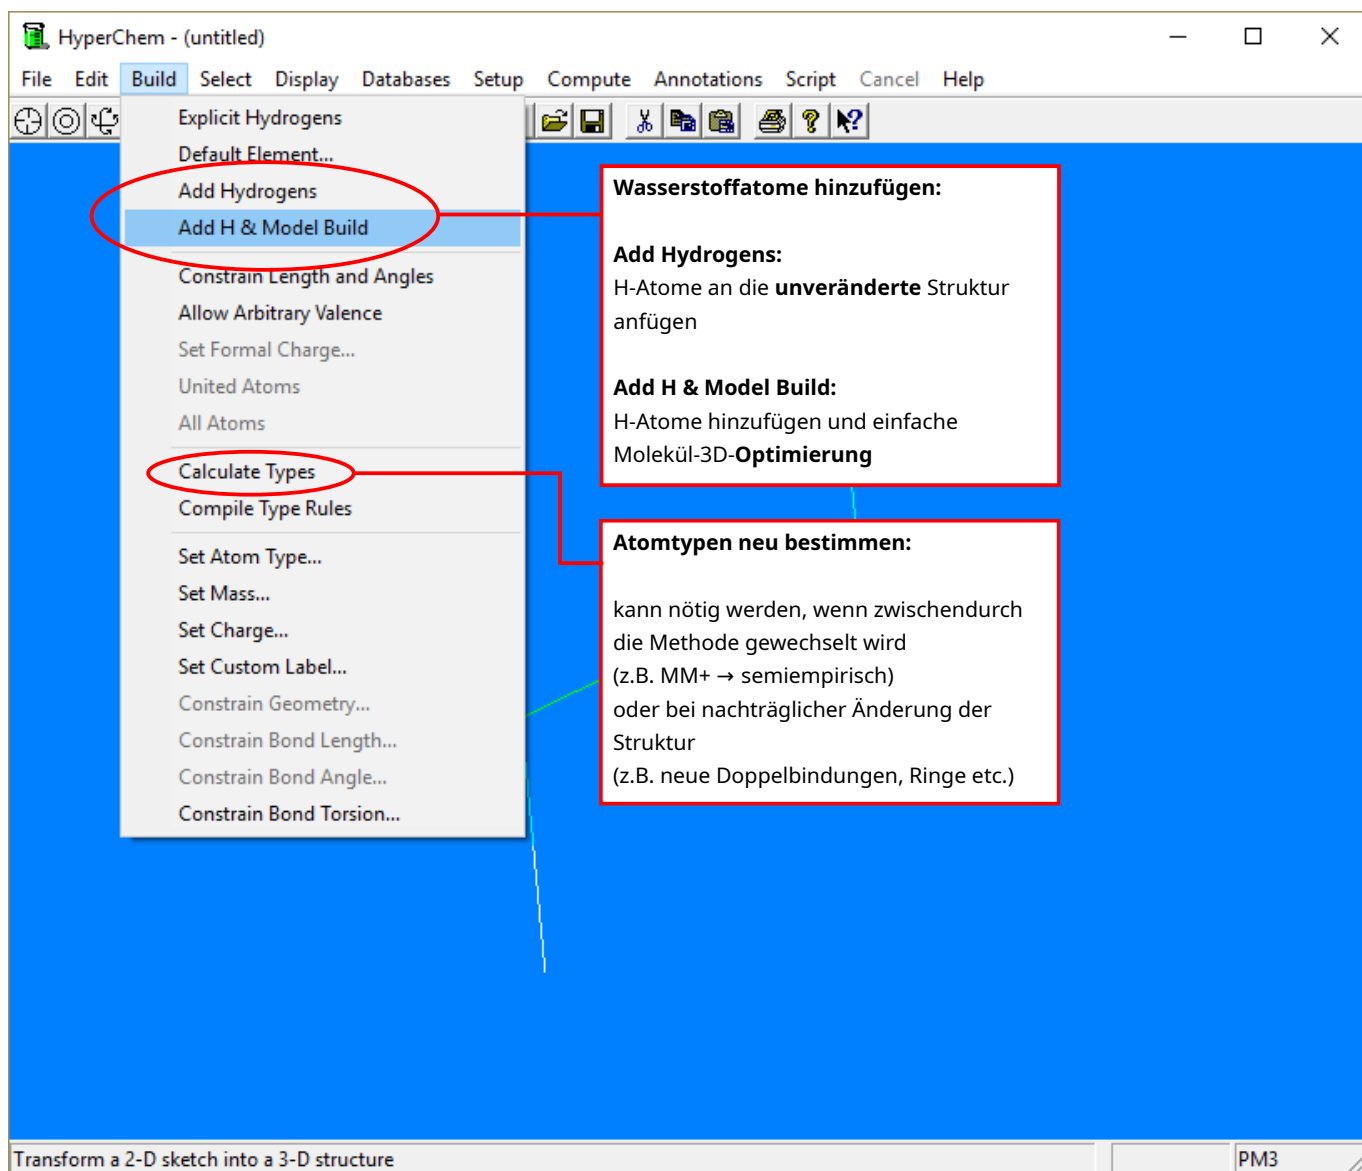 HyperChem - (untitled)
File Edit Build Select Display Databases Setup Compute Annotations Script Cancel Help
Explicit Hydrogens
Default Element...
Add Hydrogens
Add H & Model Build
Constrain Length and Angles
Allow Arbitrary Valence
Set Formal Charge...
United Atoms
All Atoms
Calculate Types
Compile Type Rules
Set Atom Type...
Set Mass...
Set Charge...
Set Custom Label...
Constrain Geometry...
Constrain Bond Length...
Constrain Bond Angle...
Constrain Bond Torsion...
Wasserstoffatome hinzufügen:
Add Hydrogens:
H-Atome an die unveränderte Struktur
anfügen
Add H & Model Build:
H-Atome hinzufügen und einfache
Molekül-3D-Optimierung
Atomtypen neu bestimmen:
kann nötig werden, wenn zwischendurch
die Methode gewechselt wird
(z.B. MM+ → semiempirisch)
oder bei nachträglicher Änderung der
Struktur
(z.B. neue Doppelbindungen, Ringe etc.)
Transform a 2-D sketch into a 3-D structure
PM3